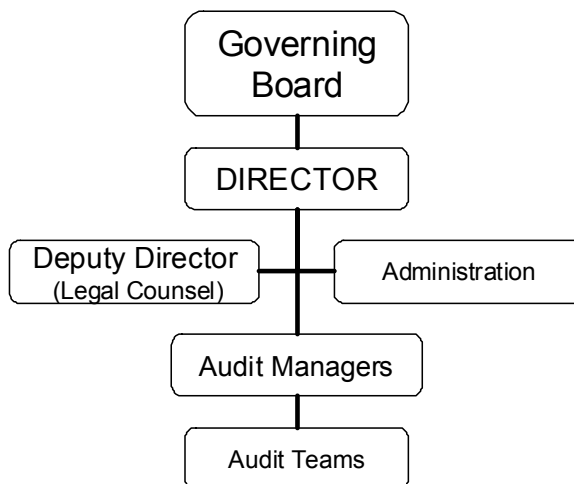 Governing
Board
DIRECTOR
Deputy Director
(Legal Counsel)
Administration
Audit Managers
Audit Teams